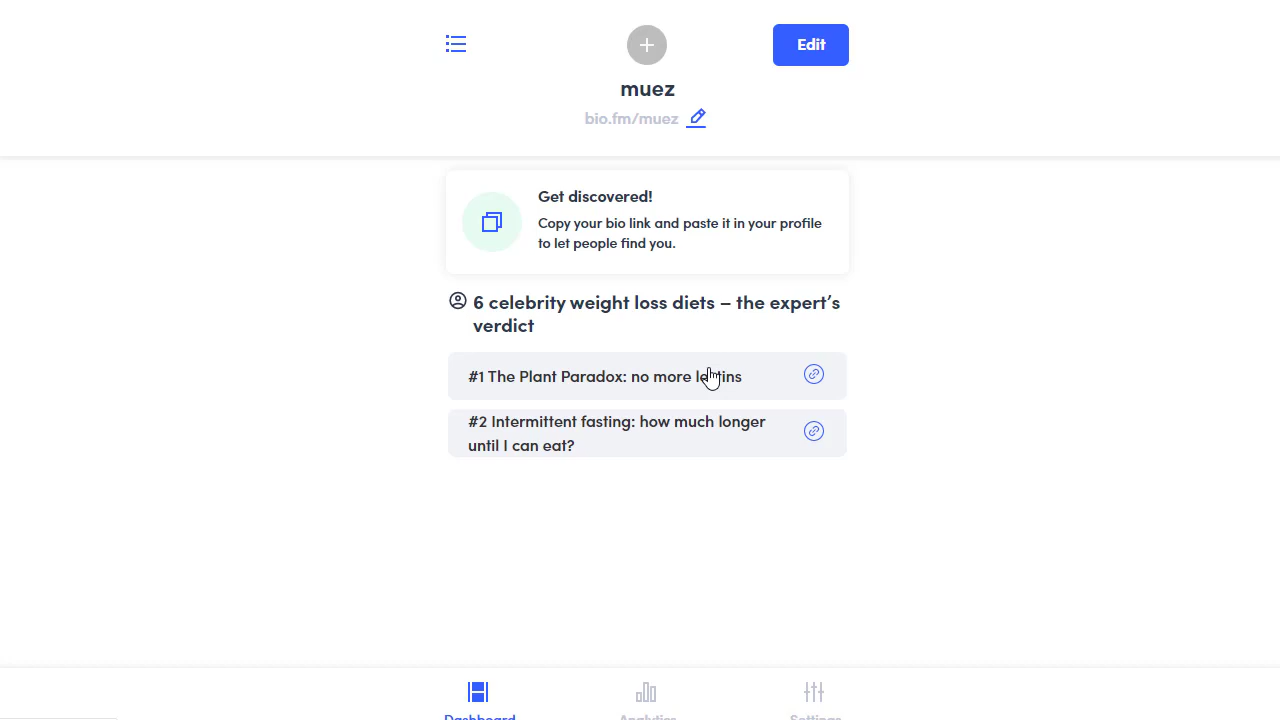 Edit
muez
bio.fm/muez
Get discovered!
Copy your bio link and paste it in your profile
to let people find you.
6 celebrity weight loss diets – the expert's
verdict
#1 The Plant Paradox: no more lectins
#2 Intermittent fasting: how much longer
until I can eat?
Dashboard
Analytics
Settings